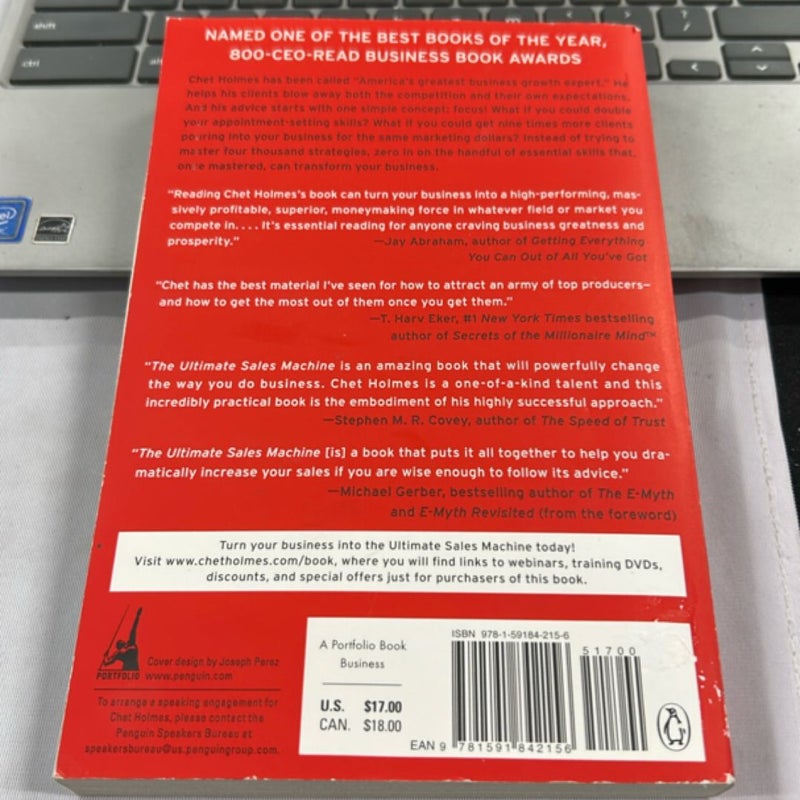 shift
ctrl
alt
m
NAMED ONE OF THE BEST BOOKS OF THE YEAR,
800-CEO-READ BUSINESS BOOK AWARDS
Chet Holmes has been called "America's greatest business growth expert." He
helps his clients blow away both the competition and their own expectations.
And his advice starts with one simple concept: focus! What if you could double
your appointment-setting skills? What if you could get nine times more clients
pouring into your business for the same marketing dollars? Instead of trying to
master four thousand strategies, zero in on the handful of essential skills that,
once mastered, can transform your business.
"Reading Chet Holmes's book can turn your business into a high-performing, mas-
sively profitable, superior, moneymaking force in whatever field or market you
compete in. . . . It's essential reading for anyone craving business greatness and
prosperity." —Jay Abraham, author of Getting Everything
You Can Out of All You've Got
"Chet has the best material I've seen for how to attract an army of top producers—
and how to get the most out of them once you get them."
—T. Harv Eker, #1 New York Times bestselling
author of Secrets of the Millionaire Mind™
"The Ultimate Sales Machine is an amazing book that will powerfully change
the way you do business. Chet Holmes is a one-of-a-kind talent and this
incredibly practical book is the embodiment of his highly successful approach."
—Stephen M. R. Covey, author of The Speed of Trust
"The Ultimate Sales Machine [is] a book that puts it all together to help you dra-
matically increase your sales if you are wise enough to follow its advice."
—Michael Gerber, bestselling author of The E-Myth
and E-Myth Revisited (from the foreword)
Turn your business into the Ultimate Sales Machine today!
Visit www.chetholmes.com/book, where you will find links to webinars, training DVDs,
discounts, and special offers just for purchasers of this book.
PORTFOLIO
Cover design by Joseph Perez
www.penguin.com
To arrange a speaking engagement for
Chet Holmes, please contact the
Penguin Speakers Bureau at
speakersbureau@us.penguingroup.com.
A Portfolio Book
Business
U.S. $17.00
CAN. $18.00
ISBN 978-1-59184-215-6
51700
EAN 9 781591 842156